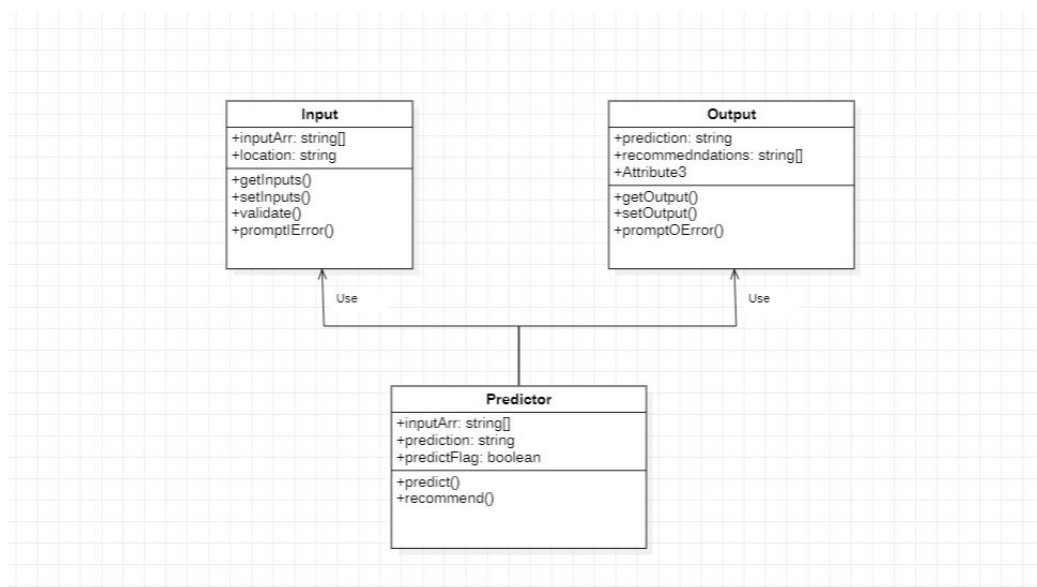 Input
+inputArr: string[]
+location: string
+getInputs()
+setInputs()
+validate()
+promptIError()
Output
+prediction: string
+recommedndations: string[]
+Attribute3
+getOutput()
+setOutput()
+promptOError()
Use
Use
Predictor
+inputArr: string[]
+prediction: string
+predictFlag: boolean
+predict()
+recommend()